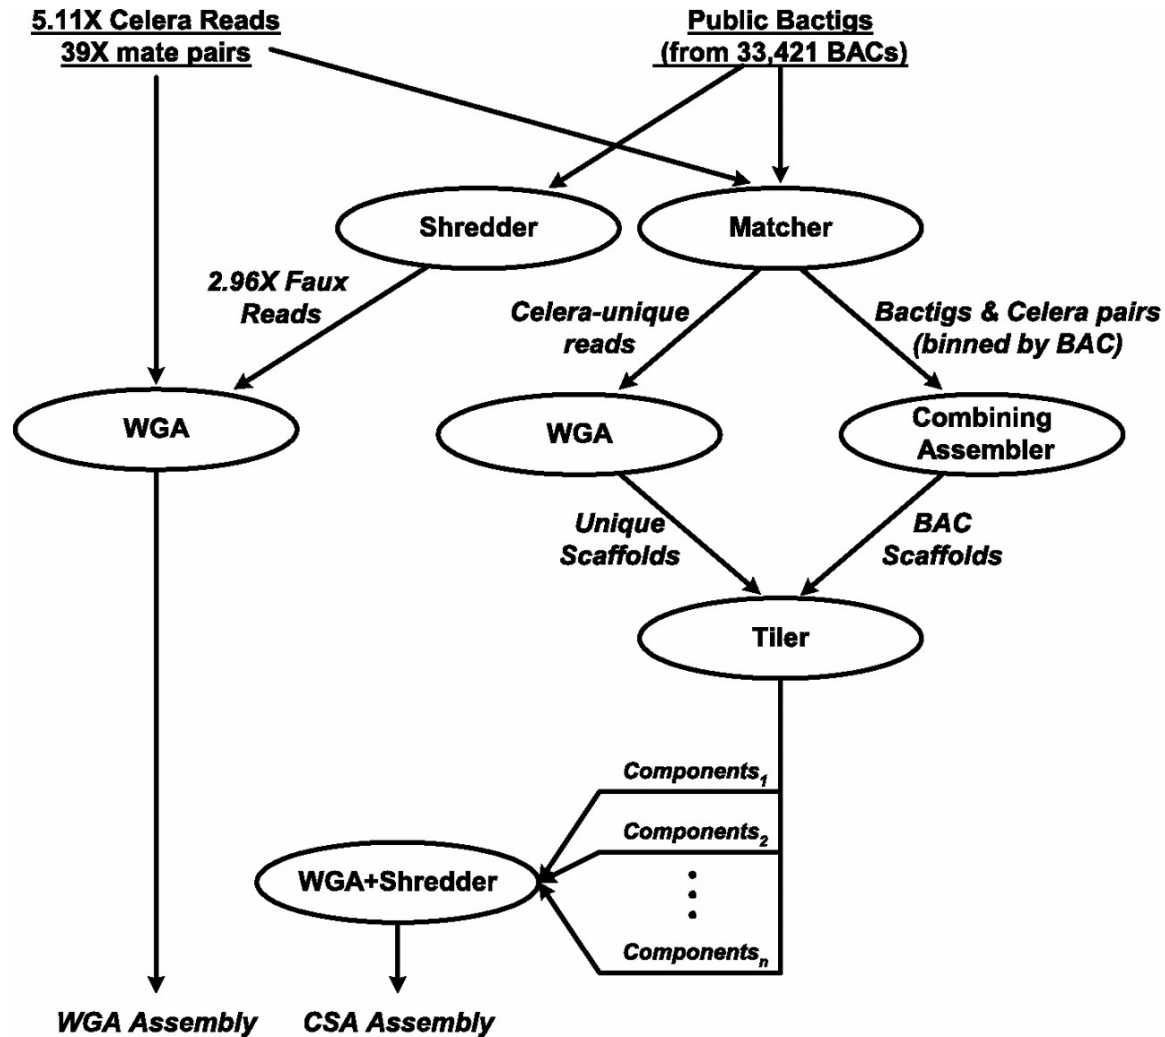 5.11X Celera Reads
39X mate pairs
Public Bactigs
(from 33,421 BACs)
Shredder
Matcher
2.96X Faux
Reads
Celera-unique
reads
Bactigs & Celera pairs
(binned by BAC)
WGA
WGA
Combining
Assembler
Unique
Scaffolds
BAC
Scaffolds
Tiler
Components1
Components2
WGA+Shredder
Componentsn
WGA Assembly
CSA Assembly